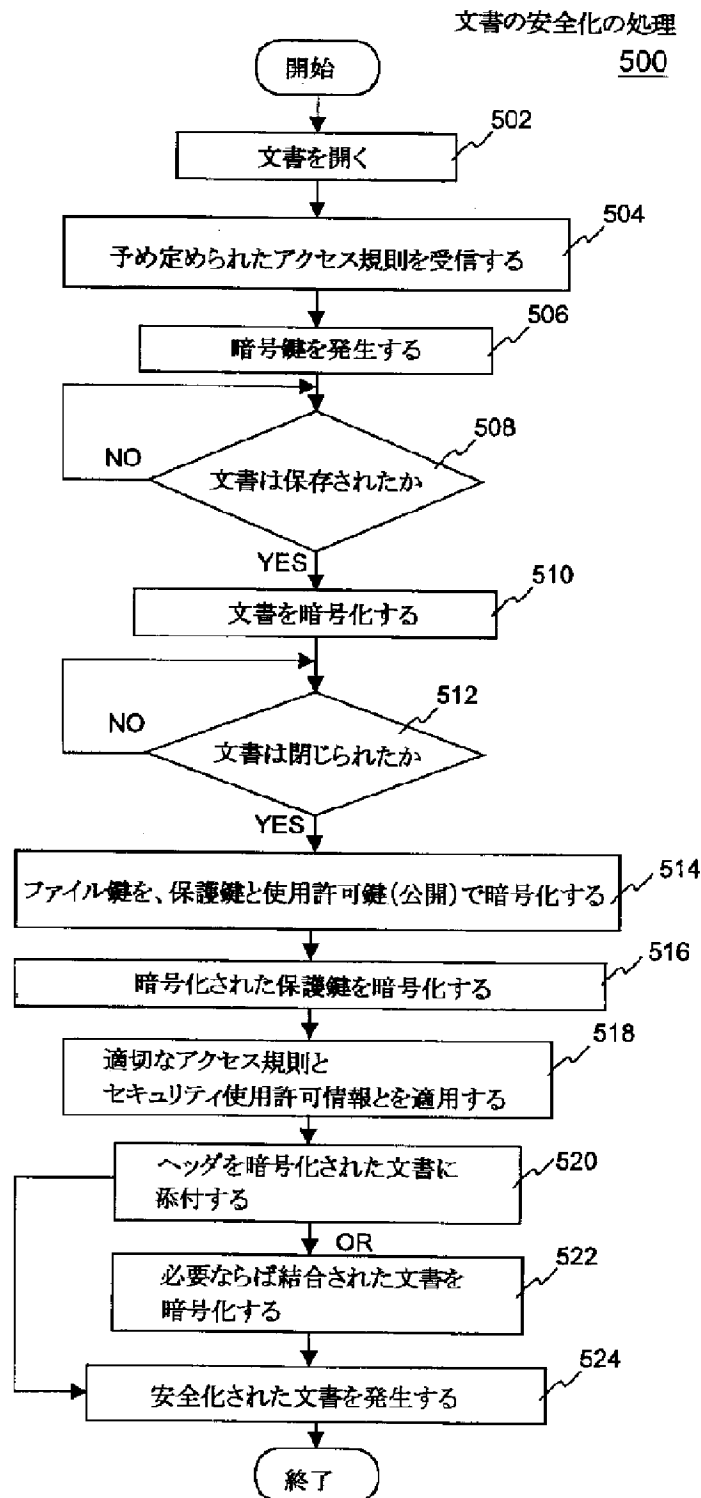 文書の安全化の処理
500
開始
502
文書を開く
504
予め定められたアクセス規則を受信する
506
暗号鍵を発生する
508
NO
文書は保存されたか
YES
510
文書を暗号化する
512
NO
文書は閉じられたか
YES
514
ファイル鍵を、保護鍵と使用許可鍵(公開)で暗号化する
516
暗号化された保護鍵を暗号化する
518
適切なアクセス規則と
セキュリティ使用許可情報とを適用する
520
ヘッダを暗号化された文書に
添付する
OR
522
必要ならば結合された文書を
暗号化する
524
安全化された文書を発生する
終了